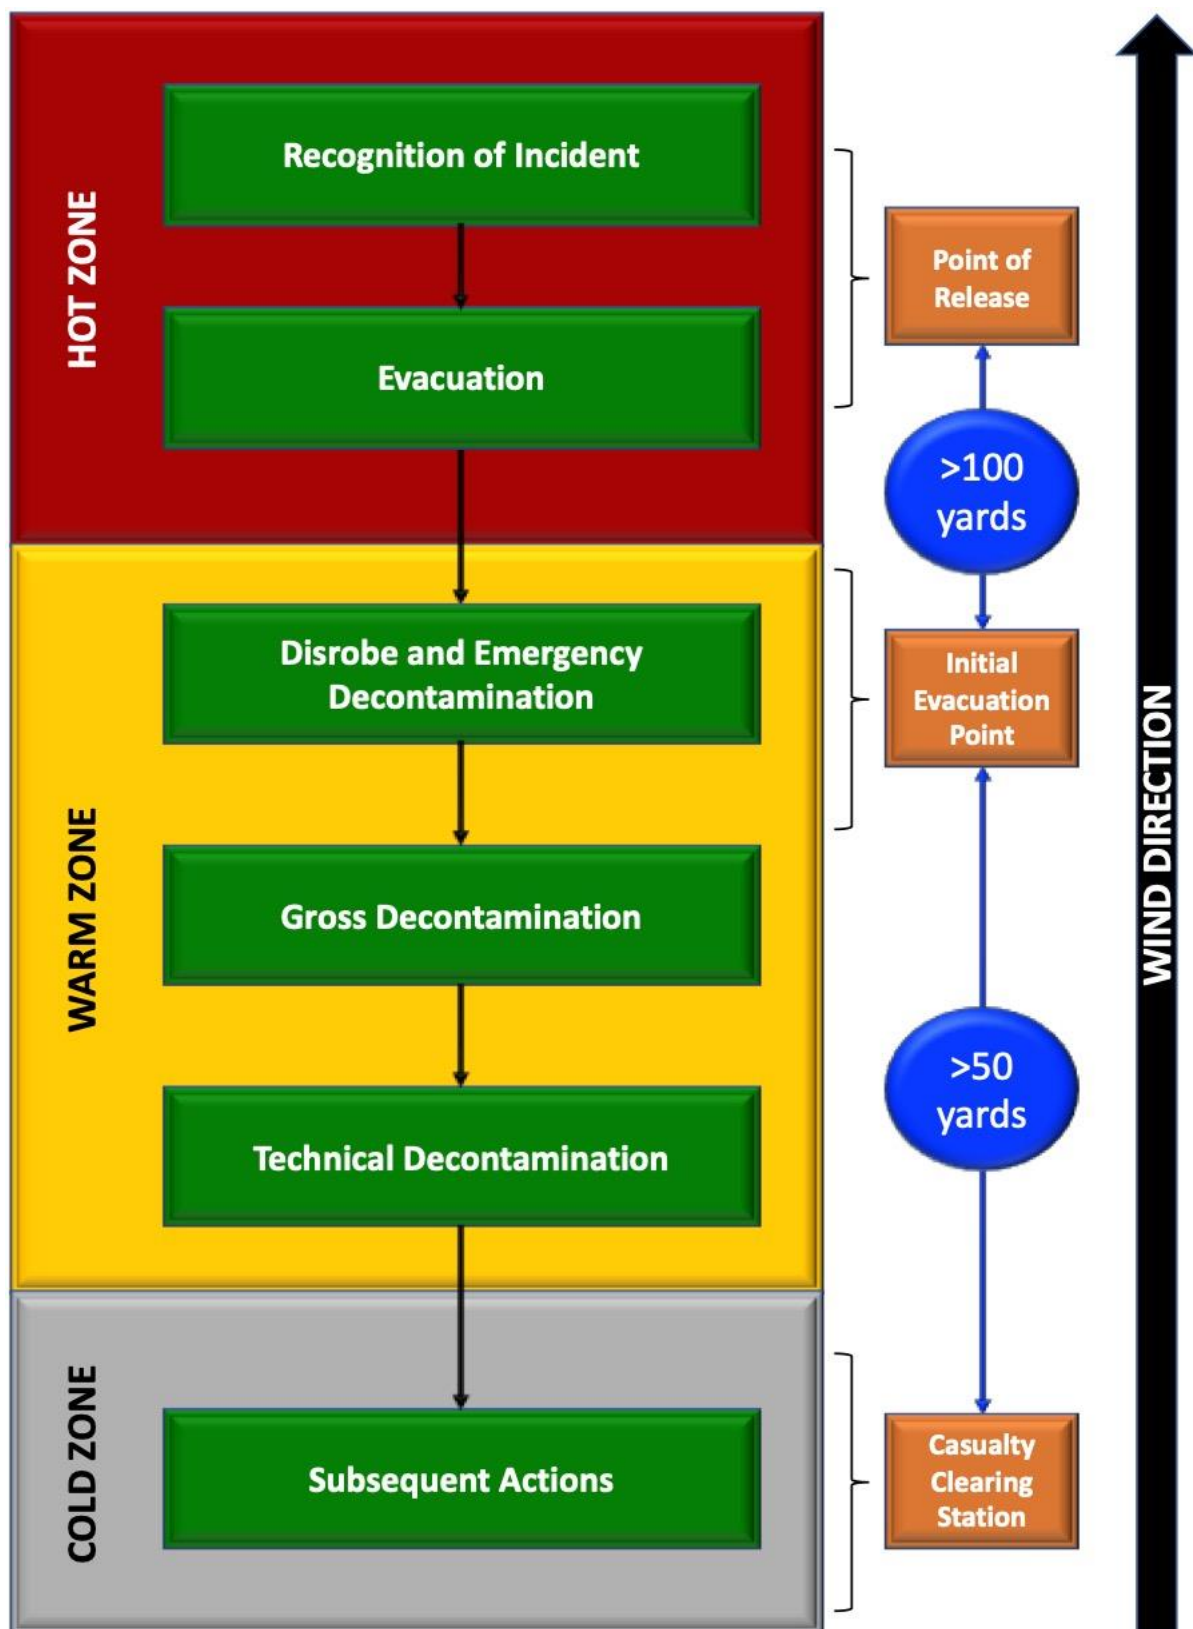 HOT ZONE
Recognition of Incident
Evacuation
Point of
Release
>100
yards
WARM ZONE
Disrobe and Emergency
Decontamination
Initial
Evacuation
Point
Gross Decontamination
>50
yards
Technical Decontamination
COLD ZONE
Subsequent Actions
Casualty
Clearing
Station
WIND DIRECTION